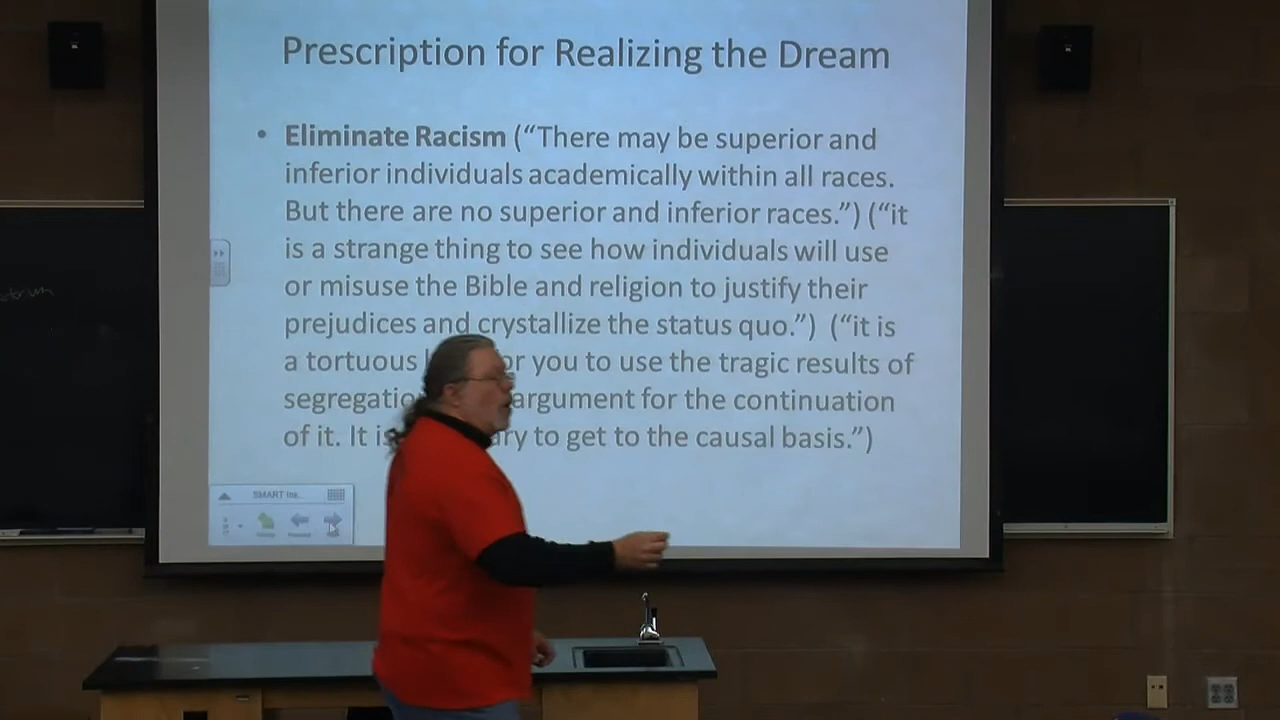 Prescription for Realizing the Dream
• Eliminate Racism (“There may be superior and
inferior individuals academically within all races.
But there are no superior and inferior races.”) (“it
is a strange thing to see how individuals will use
or misuse the Bible and religion to justify their
prejudices and crystallize the status quo.”) (“it is
a tortuous or you to use the tragic results of
segregatio argument for the continuation
of it. It is ry to get to the causal basis.”)
SMART Ink